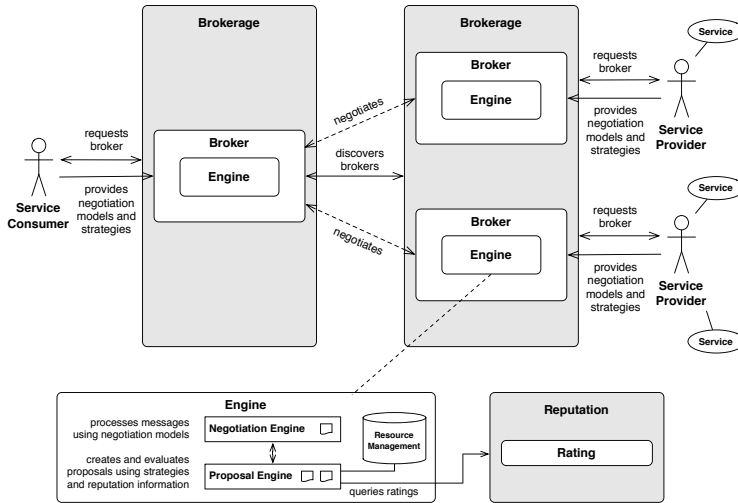 Brokerage
Brokerage
Service
requests
broker
Broker
Engine
negotiates
provides
negotiation
models and
strategies
Service
Provider
requests
broker
Broker
Engine
discovers
brokers
Service
Consumer
provides
negotiation
models and
strategies
Service
requests
broker
Broker
Engine
negotiates
provides
negotiation
models and
strategies
Service
Provider
Service
Engine
processes messages
using negotiation models
Negotiation Engine
Resource
Management
creates and evaluates
proposals using strategies
and reputation information
Proposal Engine
queries ratings
Reputation
Rating